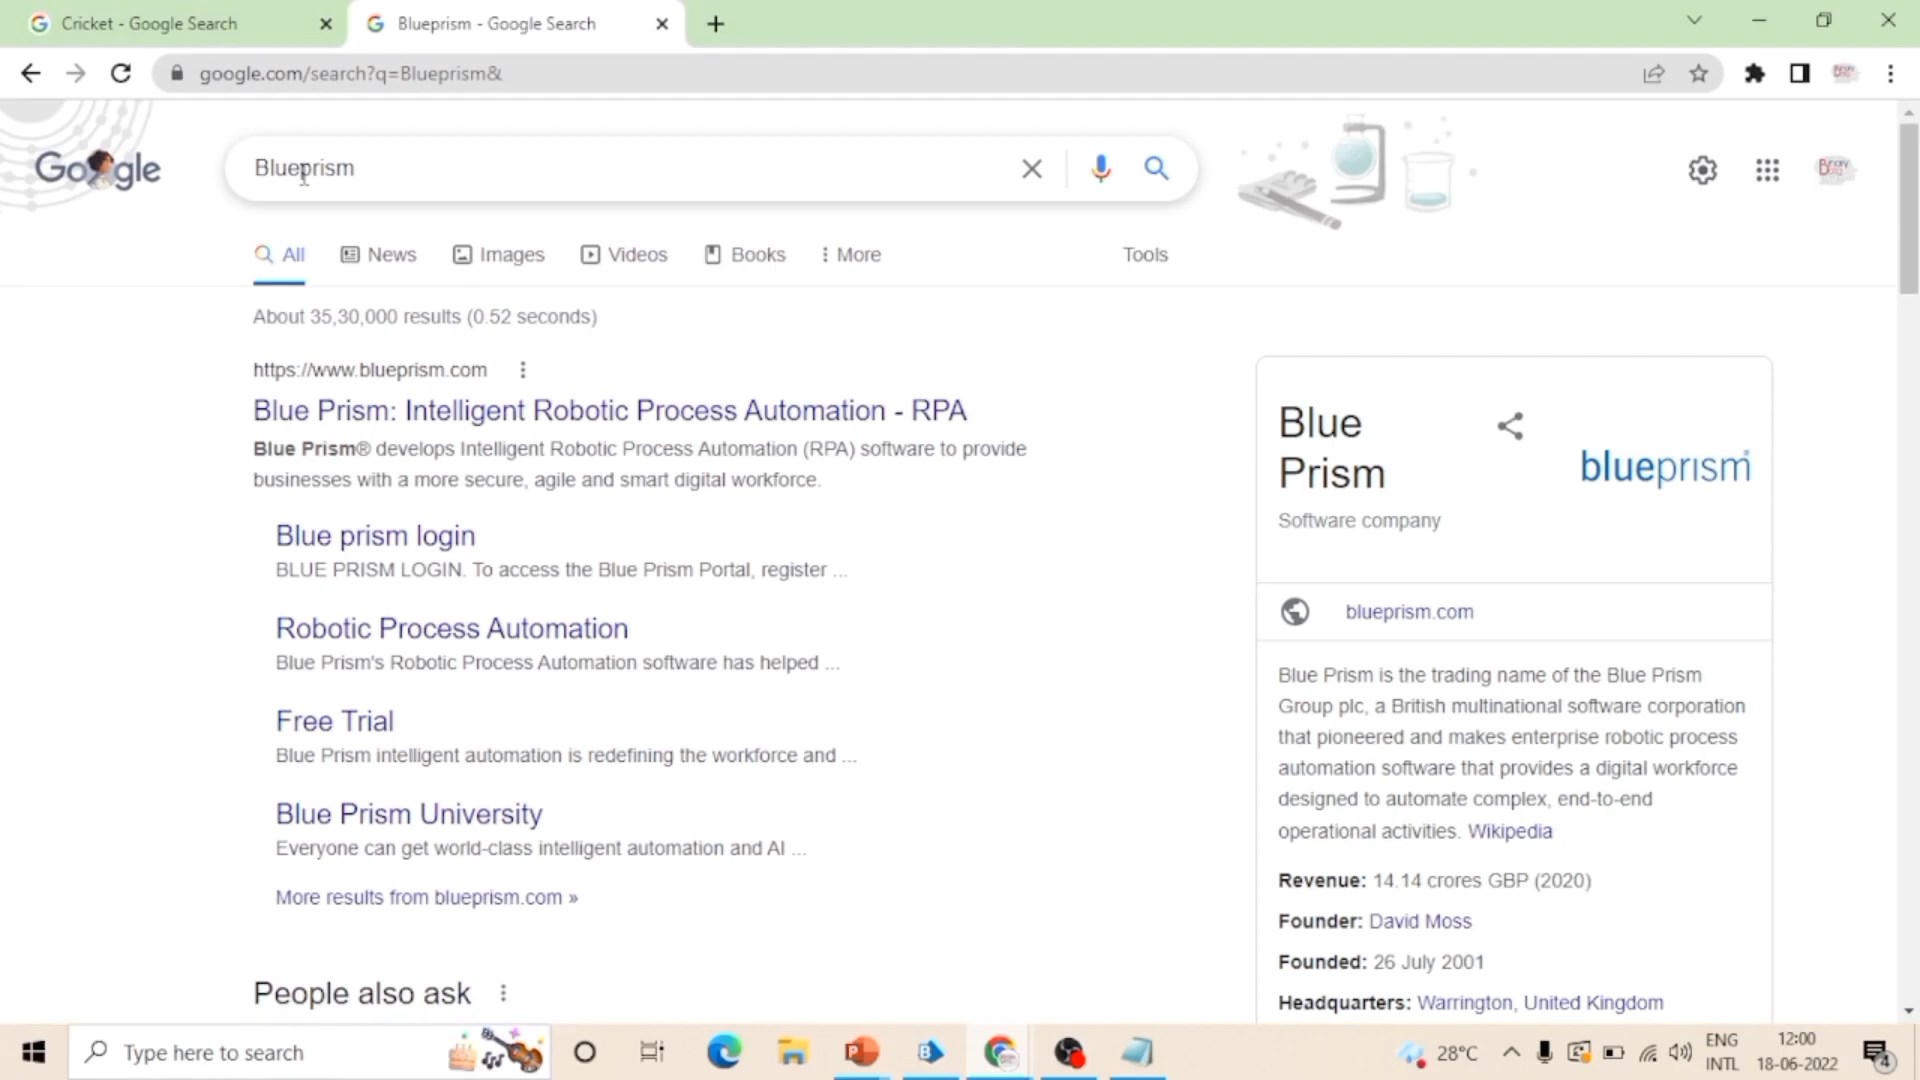 Cricket - Google Search
Blueprism - Google Search
google.com/search?q=Blueprism&
Google
Blueprism
All
News
Images
Videos
Books
More
Tools
About 35,30,000 results (0.52 seconds)
https://www.blueprism.com
Blue Prism: Intelligent Robotic Process Automation - RPA
Blue Prism® develops Intelligent Robotic Process Automation (RPA) software to provide
businesses with a more secure, agile and smart digital workforce.
Blue prism login
BLUE PRISM LOGIN. To access the Blue Prism Portal, register ...
Robotic Process Automation
Blue Prism's Robotic Process Automation software has helped ...
Free Trial
Blue Prism intelligent automation is redefining the workforce and ...
Blue Prism University
Everyone can get world-class intelligent automation and AI ...
More results from blueprism.com »
People also ask
Blue
Prism
blueprism
Software company
blueprism.com
Blue Prism is the trading name of the Blue Prism
Group plc, a British multinational software corporation
that pioneered and makes enterprise robotic process
automation software that provides a digital workforce
designed to automate complex, end-to-end
operational activities. Wikipedia
Revenue: 14.14 crores GBP (2020)
Founder: David Moss
Founded: 26 July 2001
Headquarters: Warrington, United Kingdom
Type here to search
28°C
ENG
INTL
12:00
18-06-2022
4